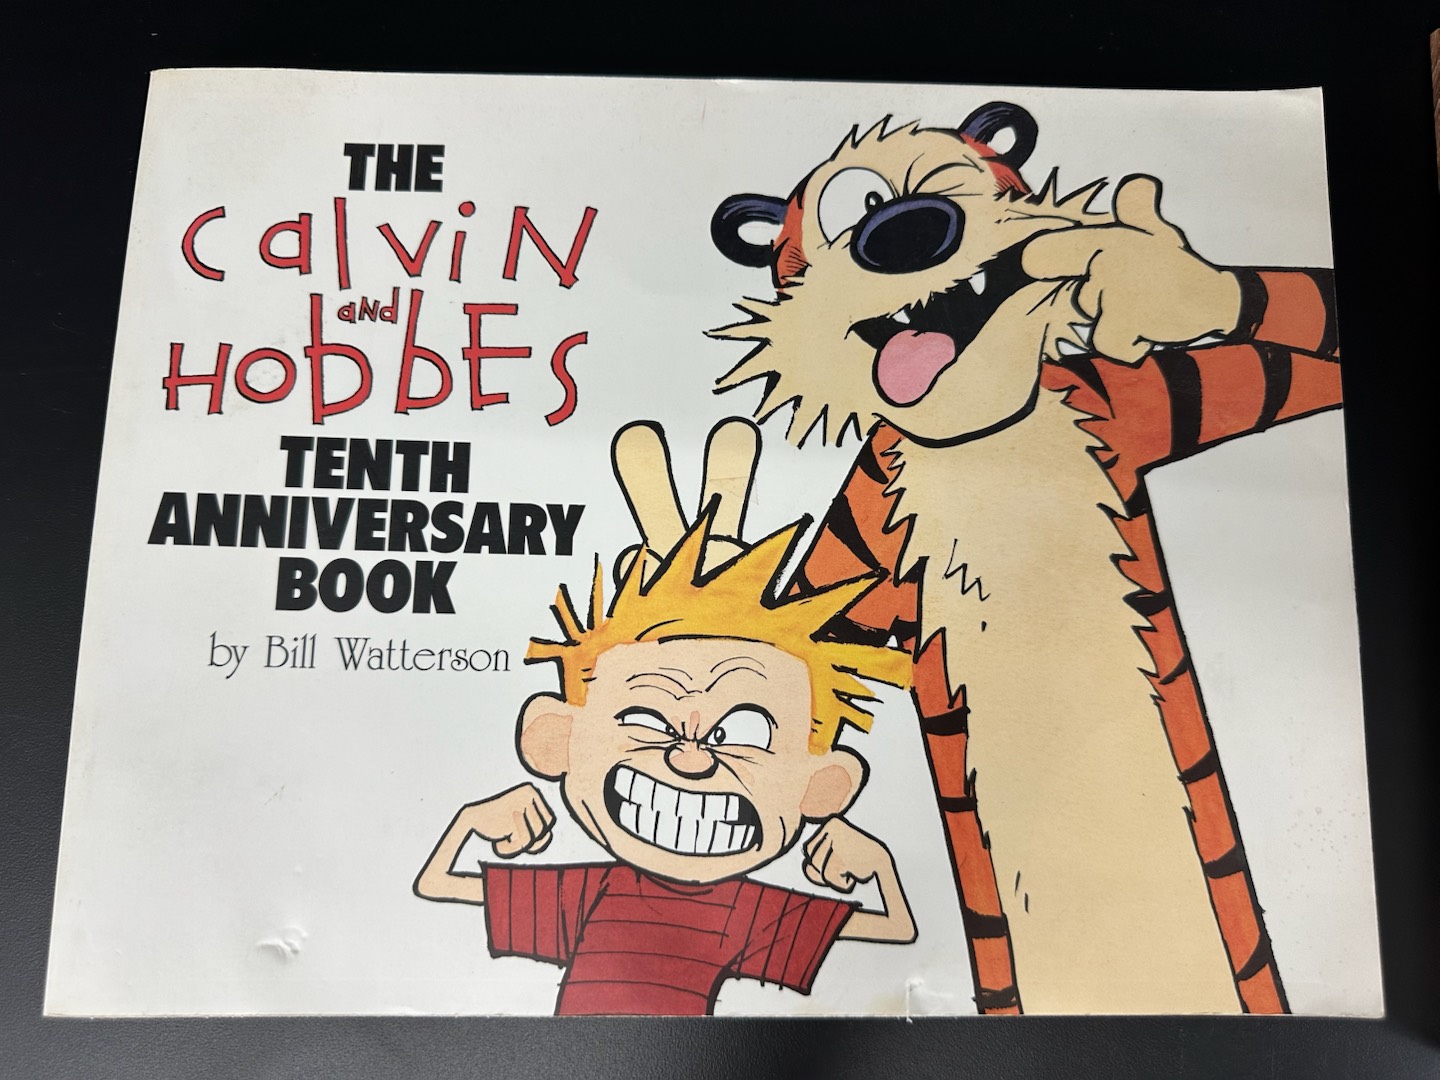 THE
CalviN
aNd
HobbEs
TENTH
ANNIVERSARY
BOOK
by Bill Watterson